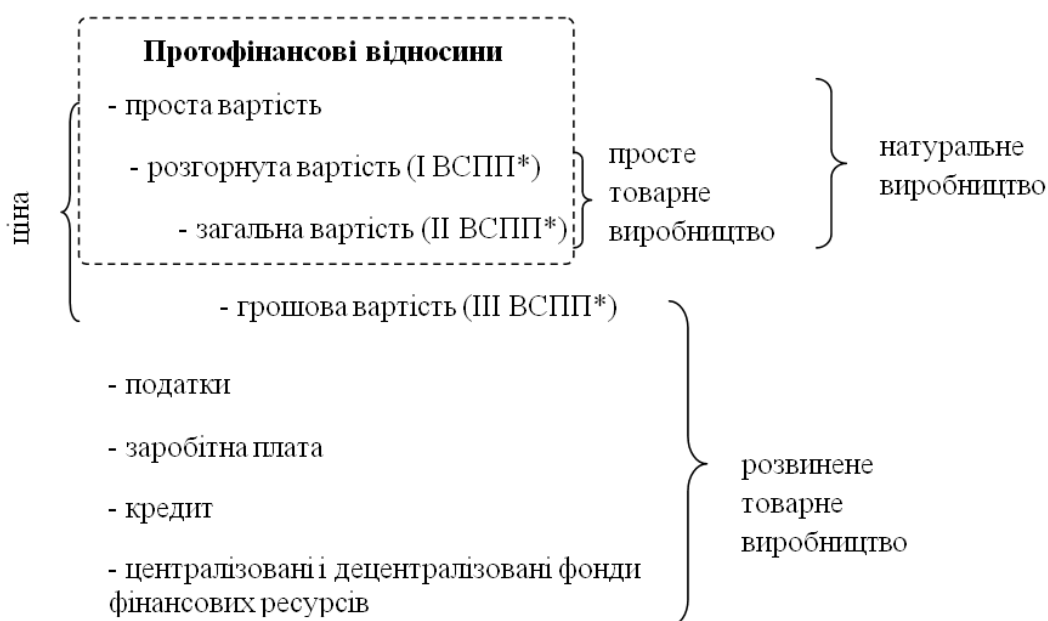 Протофінансові відносини
- проста вартість
- розгорнута вартість (І ВСПП*)
- загальна вартість (ІІ ВСПП*)
- грошова вартість (ІІІ ВСПП*)
- податки
- заробітна плата
- кредит
- централізовані і децентралізовані фонди
фінансових ресурсів
ціна
просте
товарне
виробництво
натуральне
виробництво
розвинене
товарне
виробництво